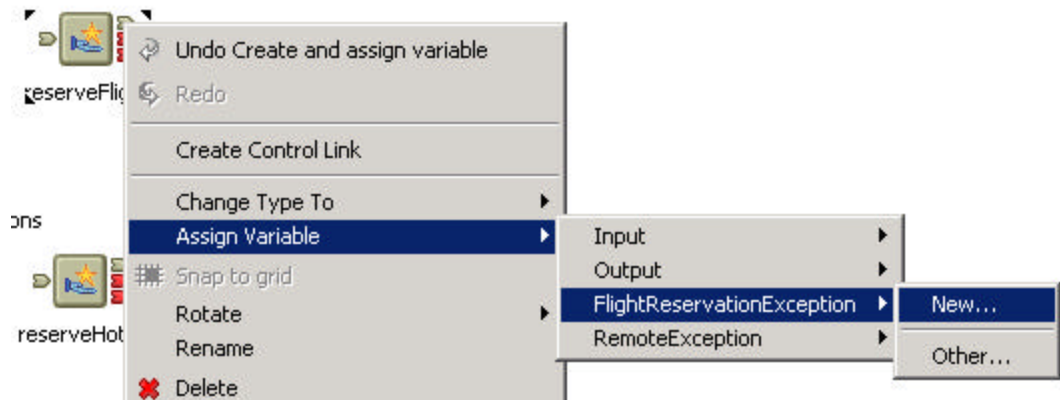 Undo Create and assign variable
reserveFlig
Redo
Create Control Link
Change Type To
ons
Assign Variable
Input
Snap to grid
Output
Rotate
FlightReservationException
New...
reserveHot
Rename
RemoteException
Other...
Delete